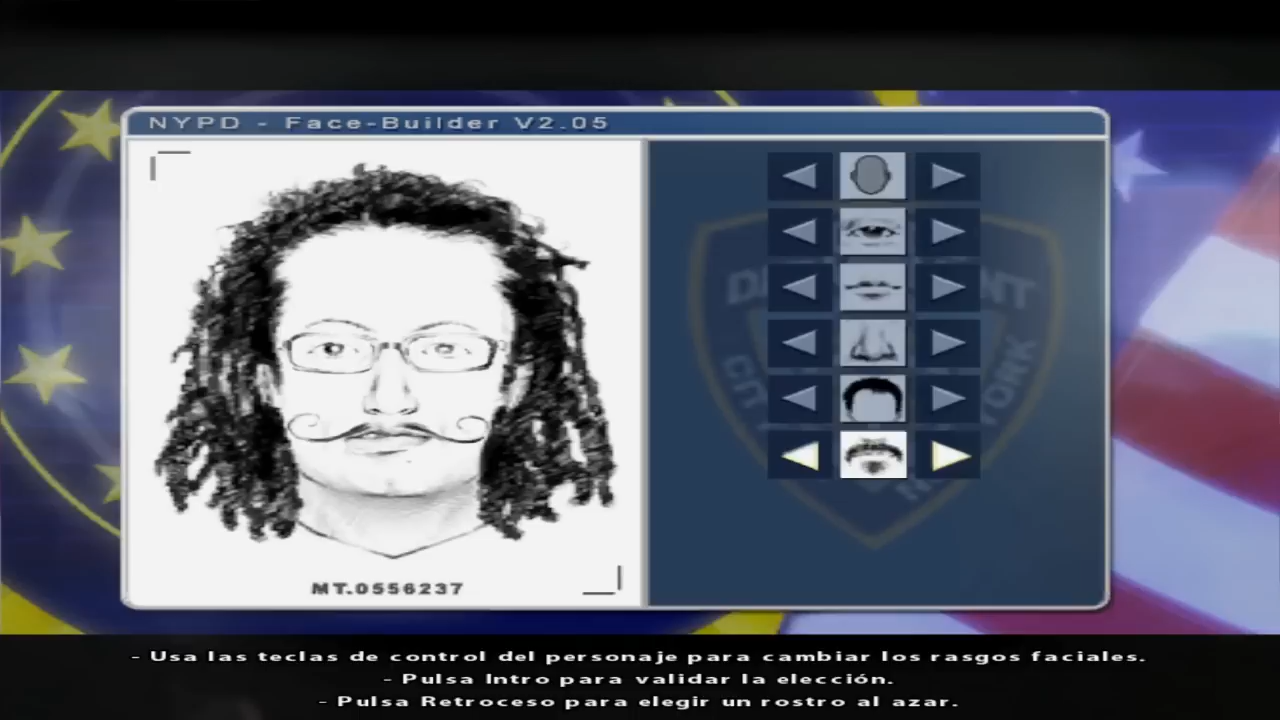 NYPD - Face-Builder V2.05
MT.0556237
- Usa las teclas de control del personaje para cambiar los rasgos faciales.
- Pulsa Intro para validar la elección.
- Pulsa Retroceso para elegir un rostro al azar.